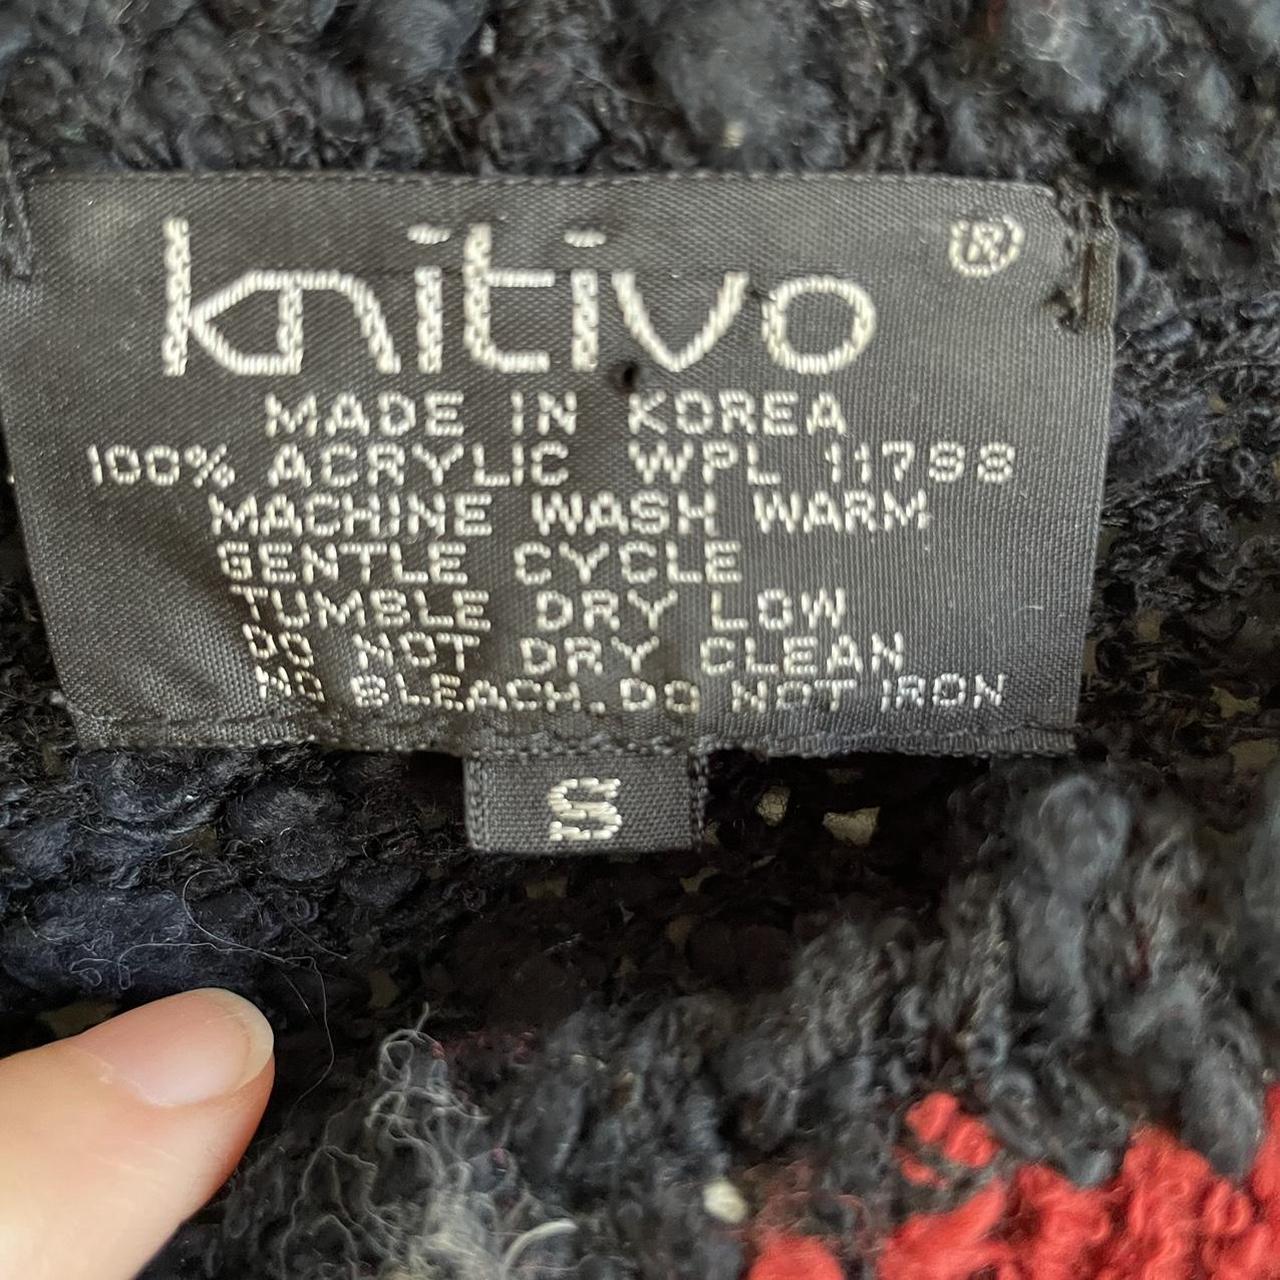 knitivo ®
MADE IN KOREA
100% ACRYLIC WPL 11788
MACHINE WASH WARM
GENTLE CYCLE
TUMBLE DRY LOW
DO NOT DRY CLEAN
NO BLEACH. DO NOT IRON
S